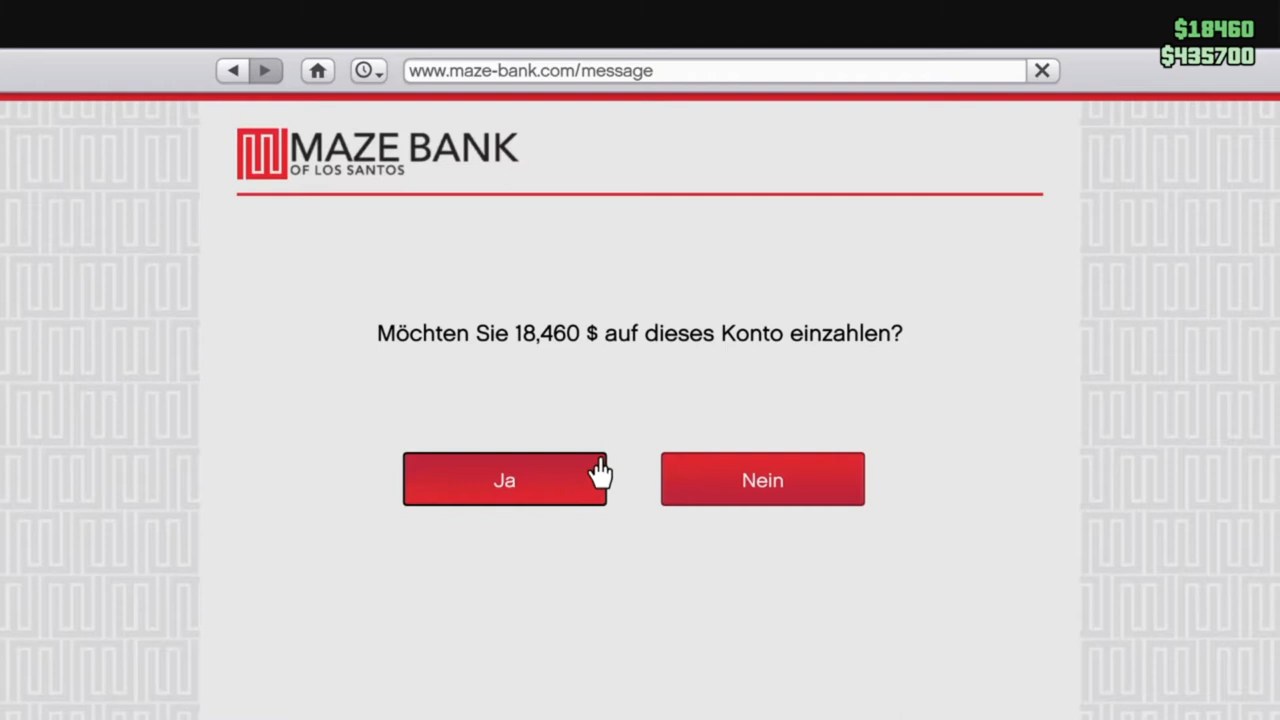 $18460
$435700
www.maze-bank.com/message
MAZE BANK
OF LOS SANTOS
Möchten Sie 18,460 $ auf dieses Konto einzahlen?
Ja
Nein